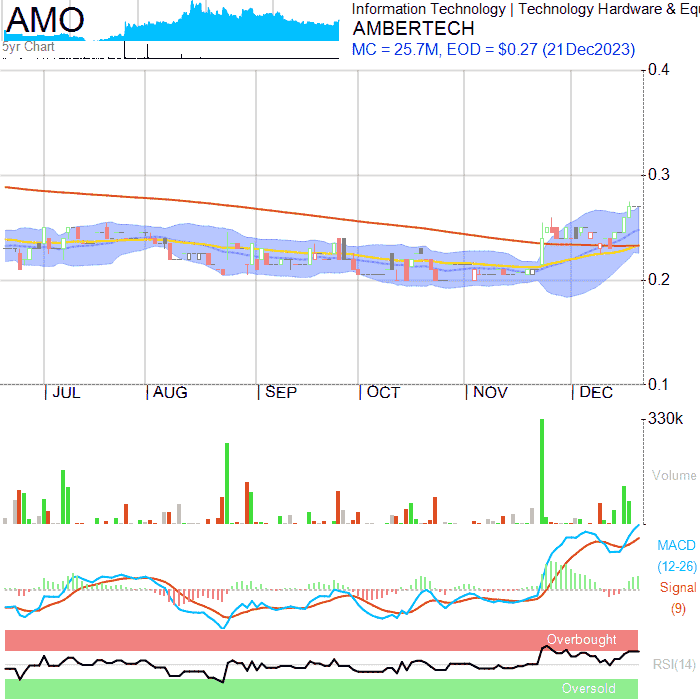 AMO
Information Technology | Technology Hardware & Equ
AMBERTECH
5yr Chart
MC = 25.7M, EOD = $0.27 (21Dec2023)
0.4
0.3
0.2
0.1
JUL AUG SEP OCT NOV DEC
330k
Volume
MACD
(12-26)
Signal
(9)
Overbought
RSI(14)
Oversold